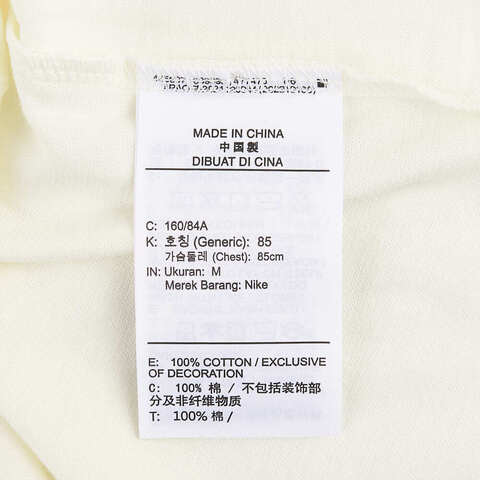 MADE IN CHINA
中国製
DIBUAT DI CINA
C: 160/84A
K: 호칭 (Generic): 85
가슴둘레 (Chest): 85cm
IN: Ukuran: M
Merek Barang: Nike
E: 100% COTTON / EXCLUSIVE
OF DECORATION
C: 100% 棉 / 不包括装饰部
分及非纤维物质
T: 100% 棉 /